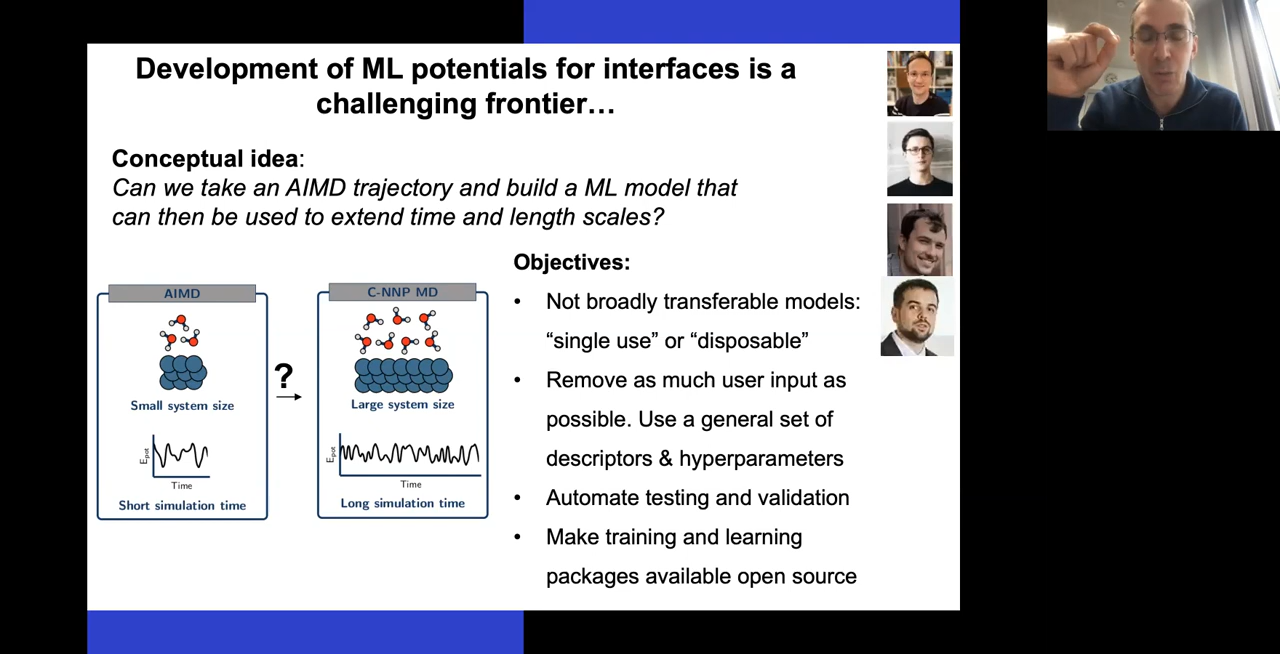 Development of ML potentials for interfaces is a
challenging frontier…
Conceptual idea:
Can we take an AIMD trajectory and build a ML model that
can then be used to extend time and length scales?
AIMD
Small system size
E_pot
Time
Short simulation time
?
C-NNP MD
Large system size
E_pot
Time
Long simulation time
Objectives:
• Not broadly transferable models:
“single use” or “disposable”
• Remove as much user input as
possible. Use a general set of
descriptors & hyperparameters
• Automate testing and validation
• Make training and learning
packages available open source